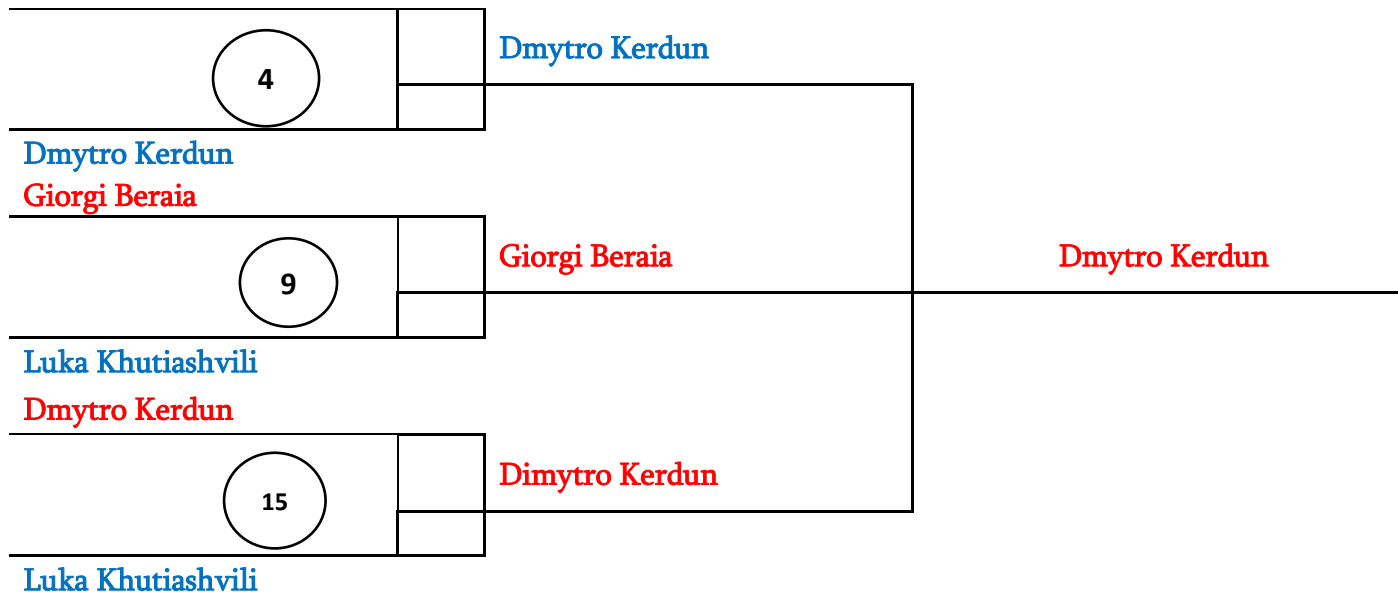 Dmytro Kerdun
4
Dmytro Kerdun
Giorgi Beraia
Giorgi Beraia
Dmytro Kerdun
9
Luka Khutiashvili
Dmytro Kerdun
Dimytro Kerdun
15
Luka Khutiashvili